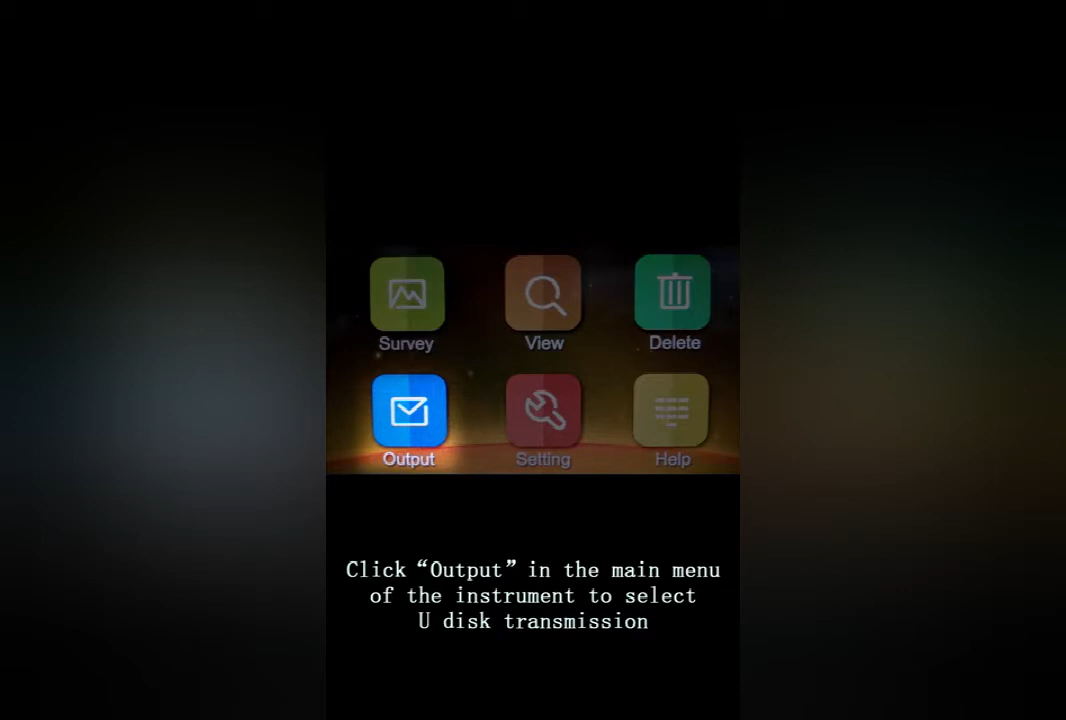 Survey View Delete
Output Setting Help
Click “Output” in the main menu
of the instrument to select
U disk transmission